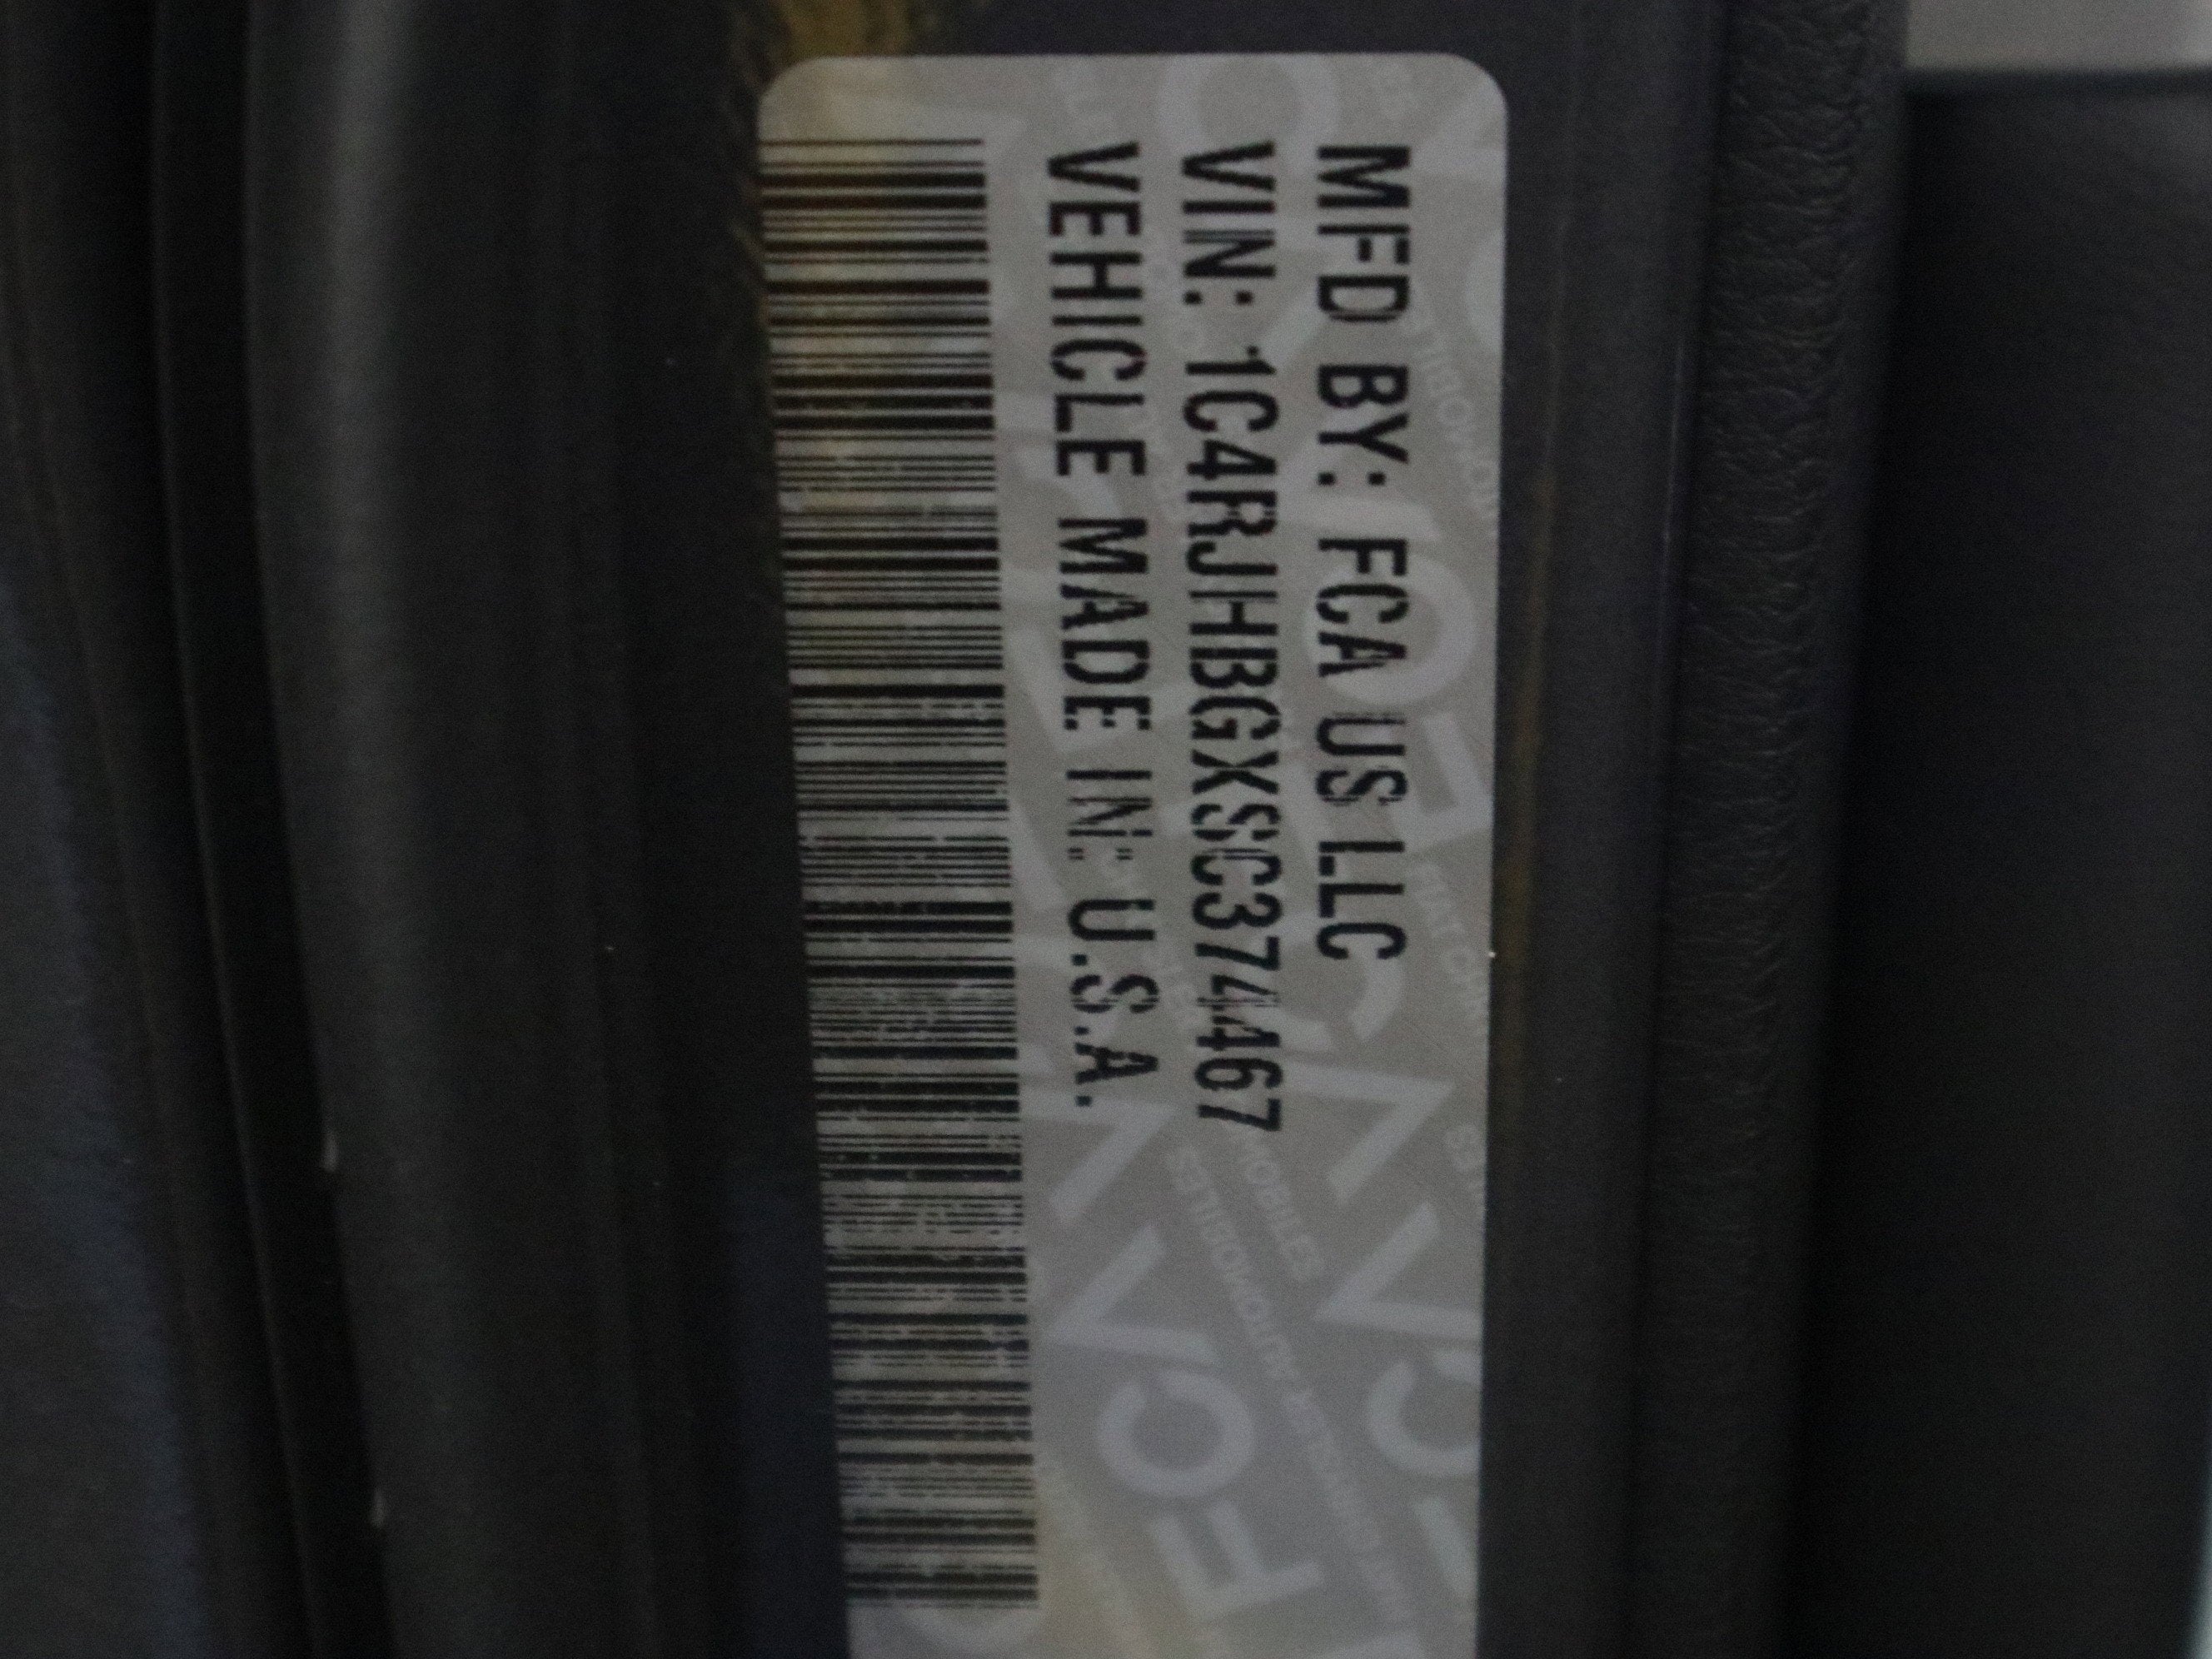 MFD BY: FCA US LLC
VIN: 1C4RJHBGXSC374467
VEHICLE MADE IN: U.S.A.